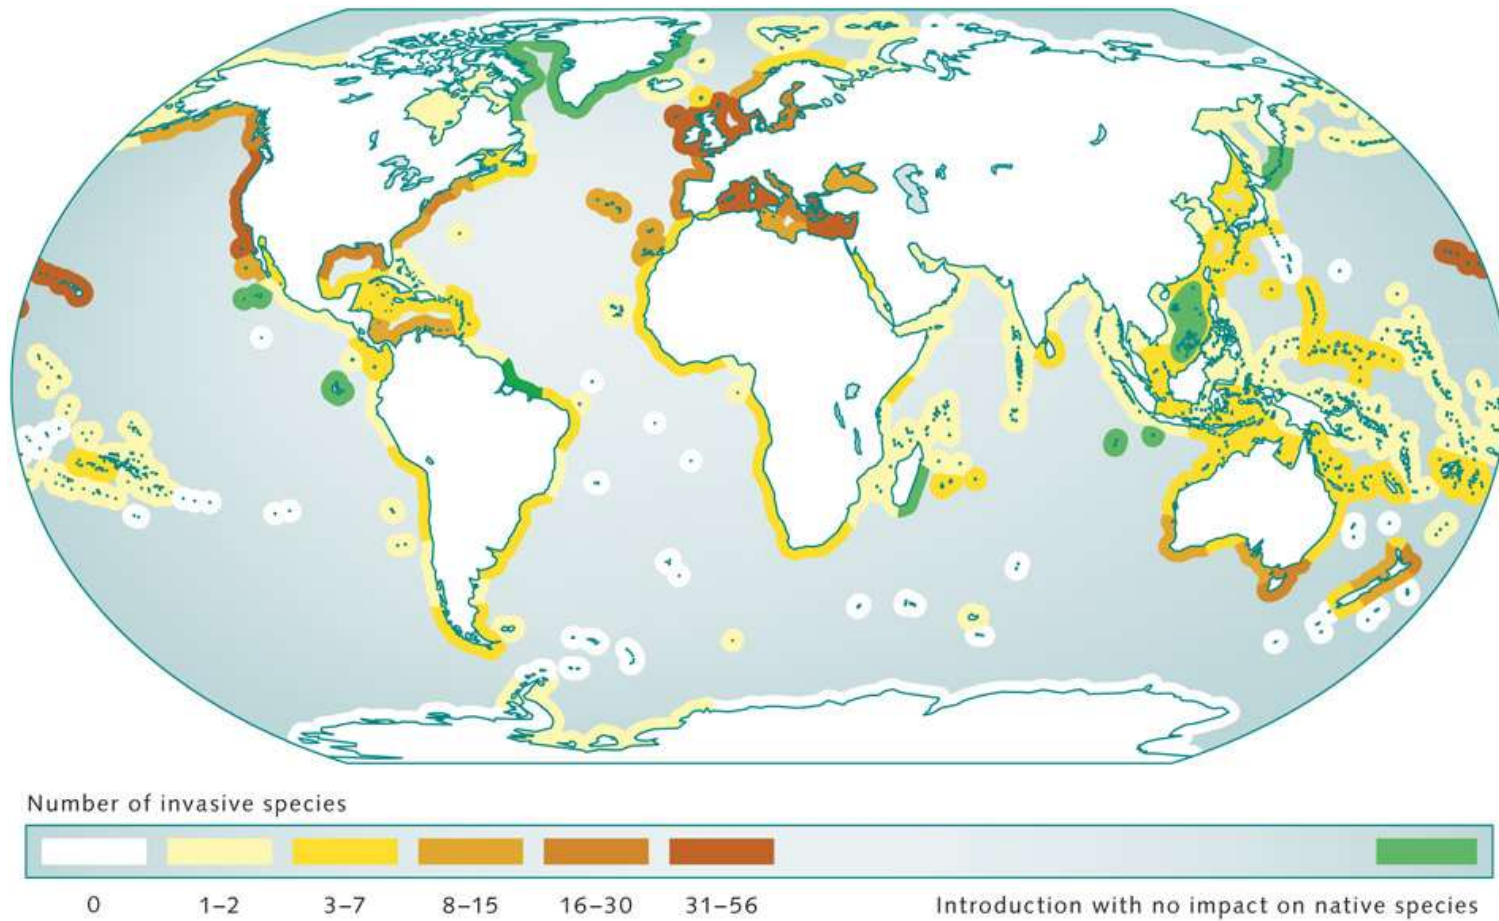 Number of invasive species
0 1–2 3–7 8–15 16–30 31–56 Introduction with no impact on native species